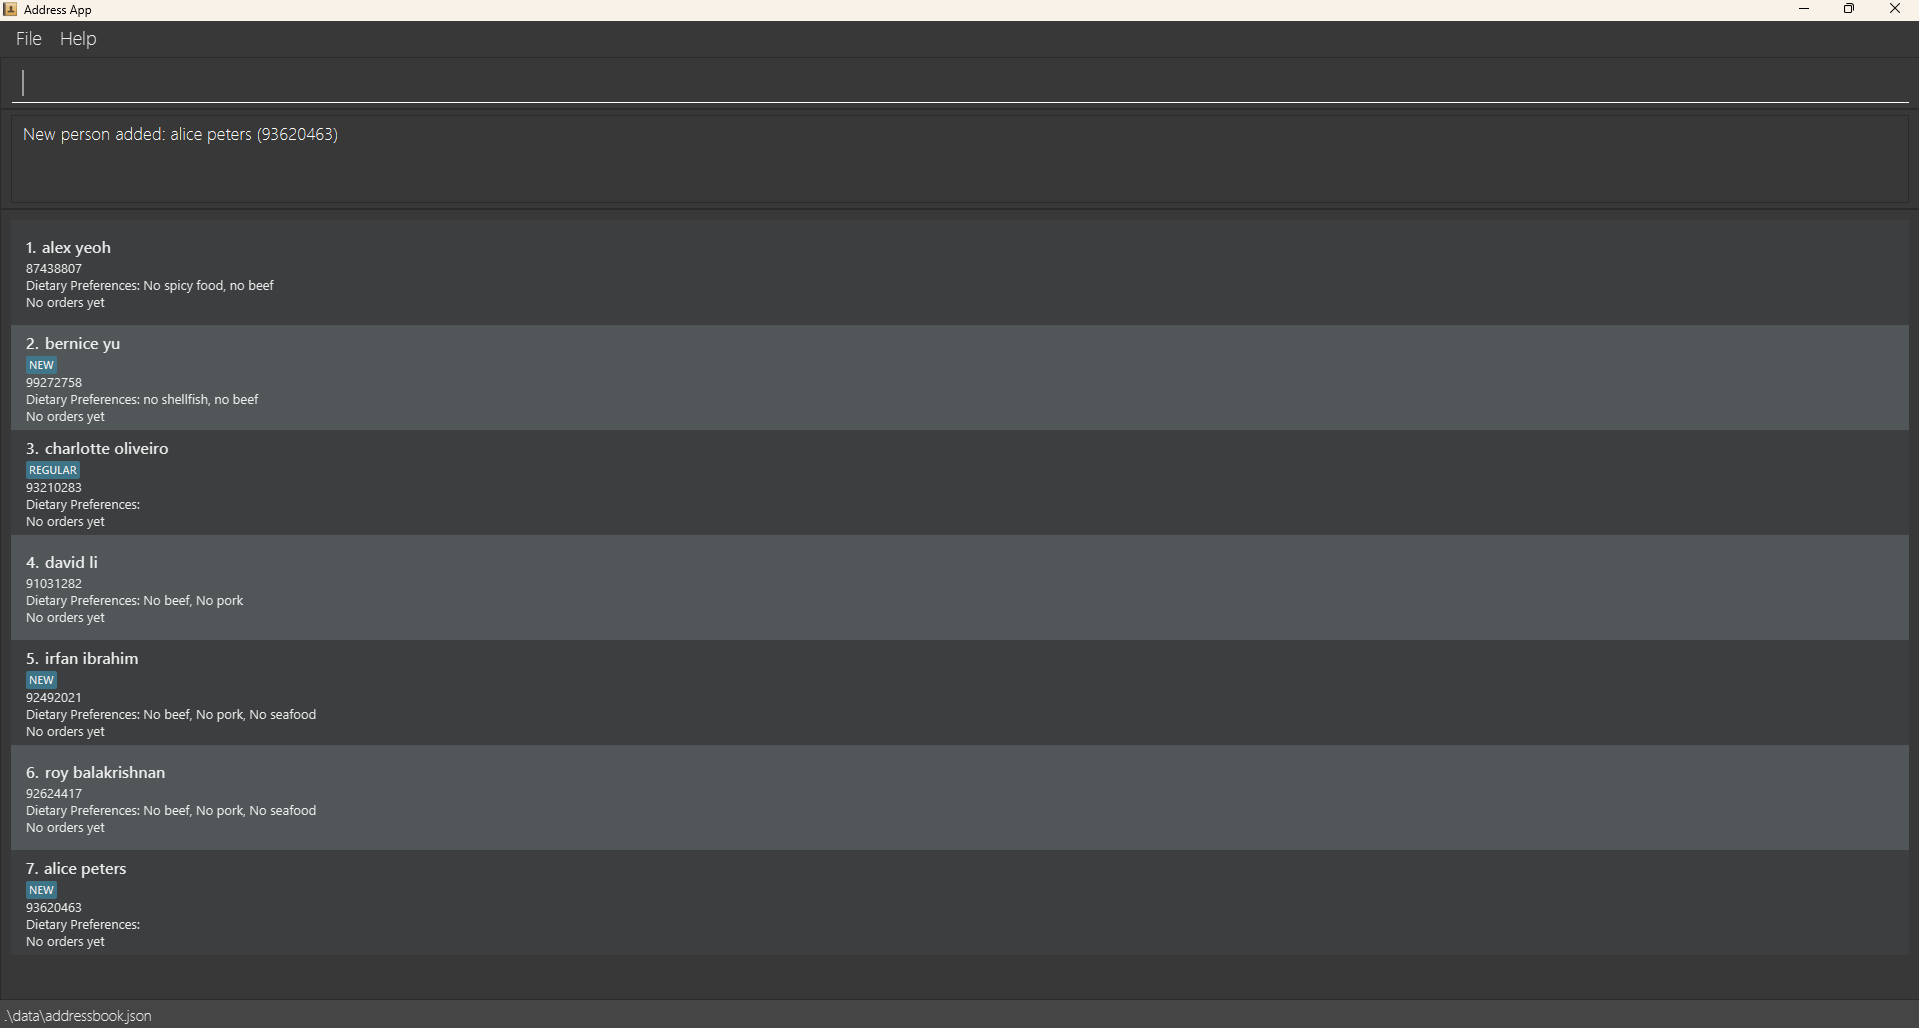 Address App
File Help
New person added: alice peters (93620463)
1. alex yeoh
87438807
Dietary Preferences: No spicy food, no beef
No orders yet
2. bernice yu
NEW
99272758
Dietary Preferences: no shellfish, no beef
No orders yet
3. charlotte oliveiro
REGULAR
93210283
Dietary Preferences:
No orders yet
4. david li
91031282
Dietary Preferences: No beef, No pork
No orders yet
5. irfan ibrahim
NEW
92492021
Dietary Preferences: No beef, No pork, No seafood
No orders yet
6. roy balakrishnan
92624417
Dietary Preferences: No beef, No pork, No seafood
No orders yet
7. alice peters
NEW
93620463
Dietary Preferences:
No orders yet
.\data\addressbook.json